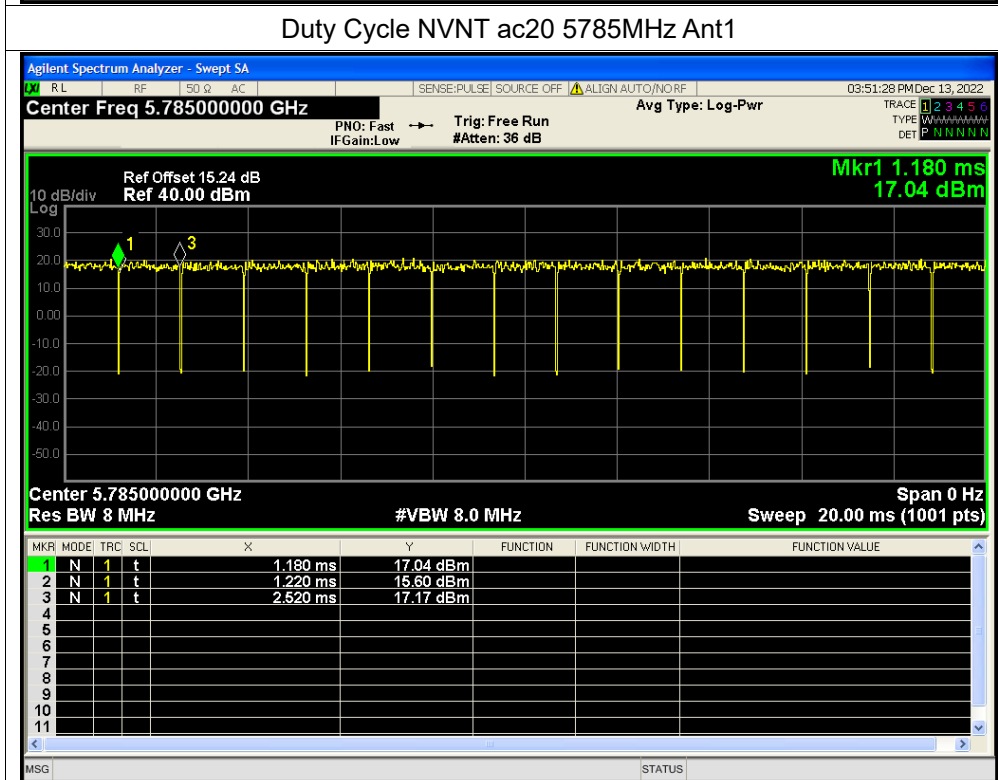 Duty Cycle NVNT ac20 5785MHz Ant1
Agilent Spectrum Analyzer - Swept SA
LXI RL RF 50 Ω AC SENSE:PULSE SOURCE OFF ALIGN AUTO/NO RF 03:51:28 PM Dec 13, 2022
Center Freq 5.785000000 GHz Avg Type: Log-Pwr TRACE 1 2 3 4 5 6
PNO: Fast Trig: Free Run TYPE WWWWWW
IFGain:Low #Atten: 36 dB DET P N N N N N
Mkr1 1.180 ms
Ref Offset 15.24 dB 17.04 dBm
10 dB/div Ref 40.00 dBm
Log
30.0
1 3
20.0
10.0
0.00
-10.0
-20.0
-30.0
-40.0
-50.0
Center 5.785000000 GHz Span 0 Hz
Res BW 8 MHz #VBW 8.0 MHz Sweep 20.00 ms (1001 pts)
MKR MODE TRC SCL X Y FUNCTION FUNCTION WIDTH FUNCTION VALUE
1 N 1 t 1.180 ms 17.04 dBm
2 N 1 t 1.220 ms 15.60 dBm
3 N 1 t 2.520 ms 17.17 dBm
4
5
6
7
8
9
10
11
MSG STATUS